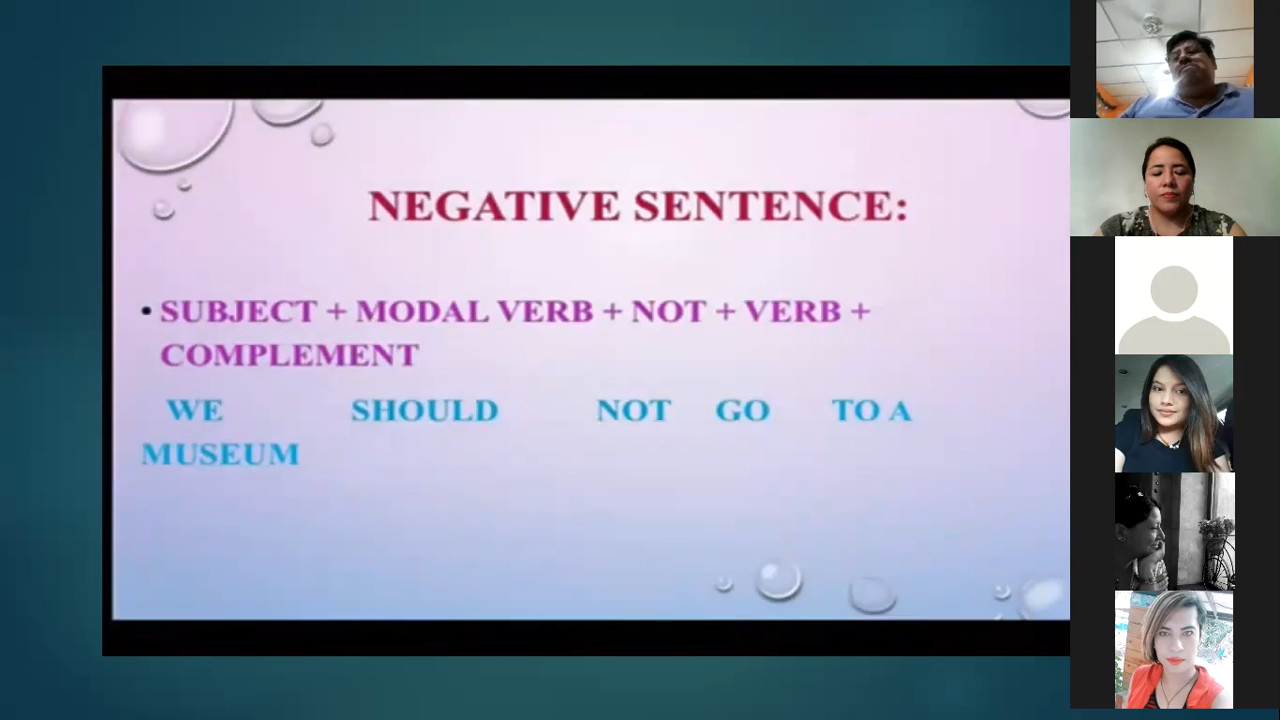 NEGATIVE SENTENCE:
• SUBJECT + MODAL VERB + NOT + VERB +
COMPLEMENT
WE SHOULD NOT GO TO A
MUSEUM